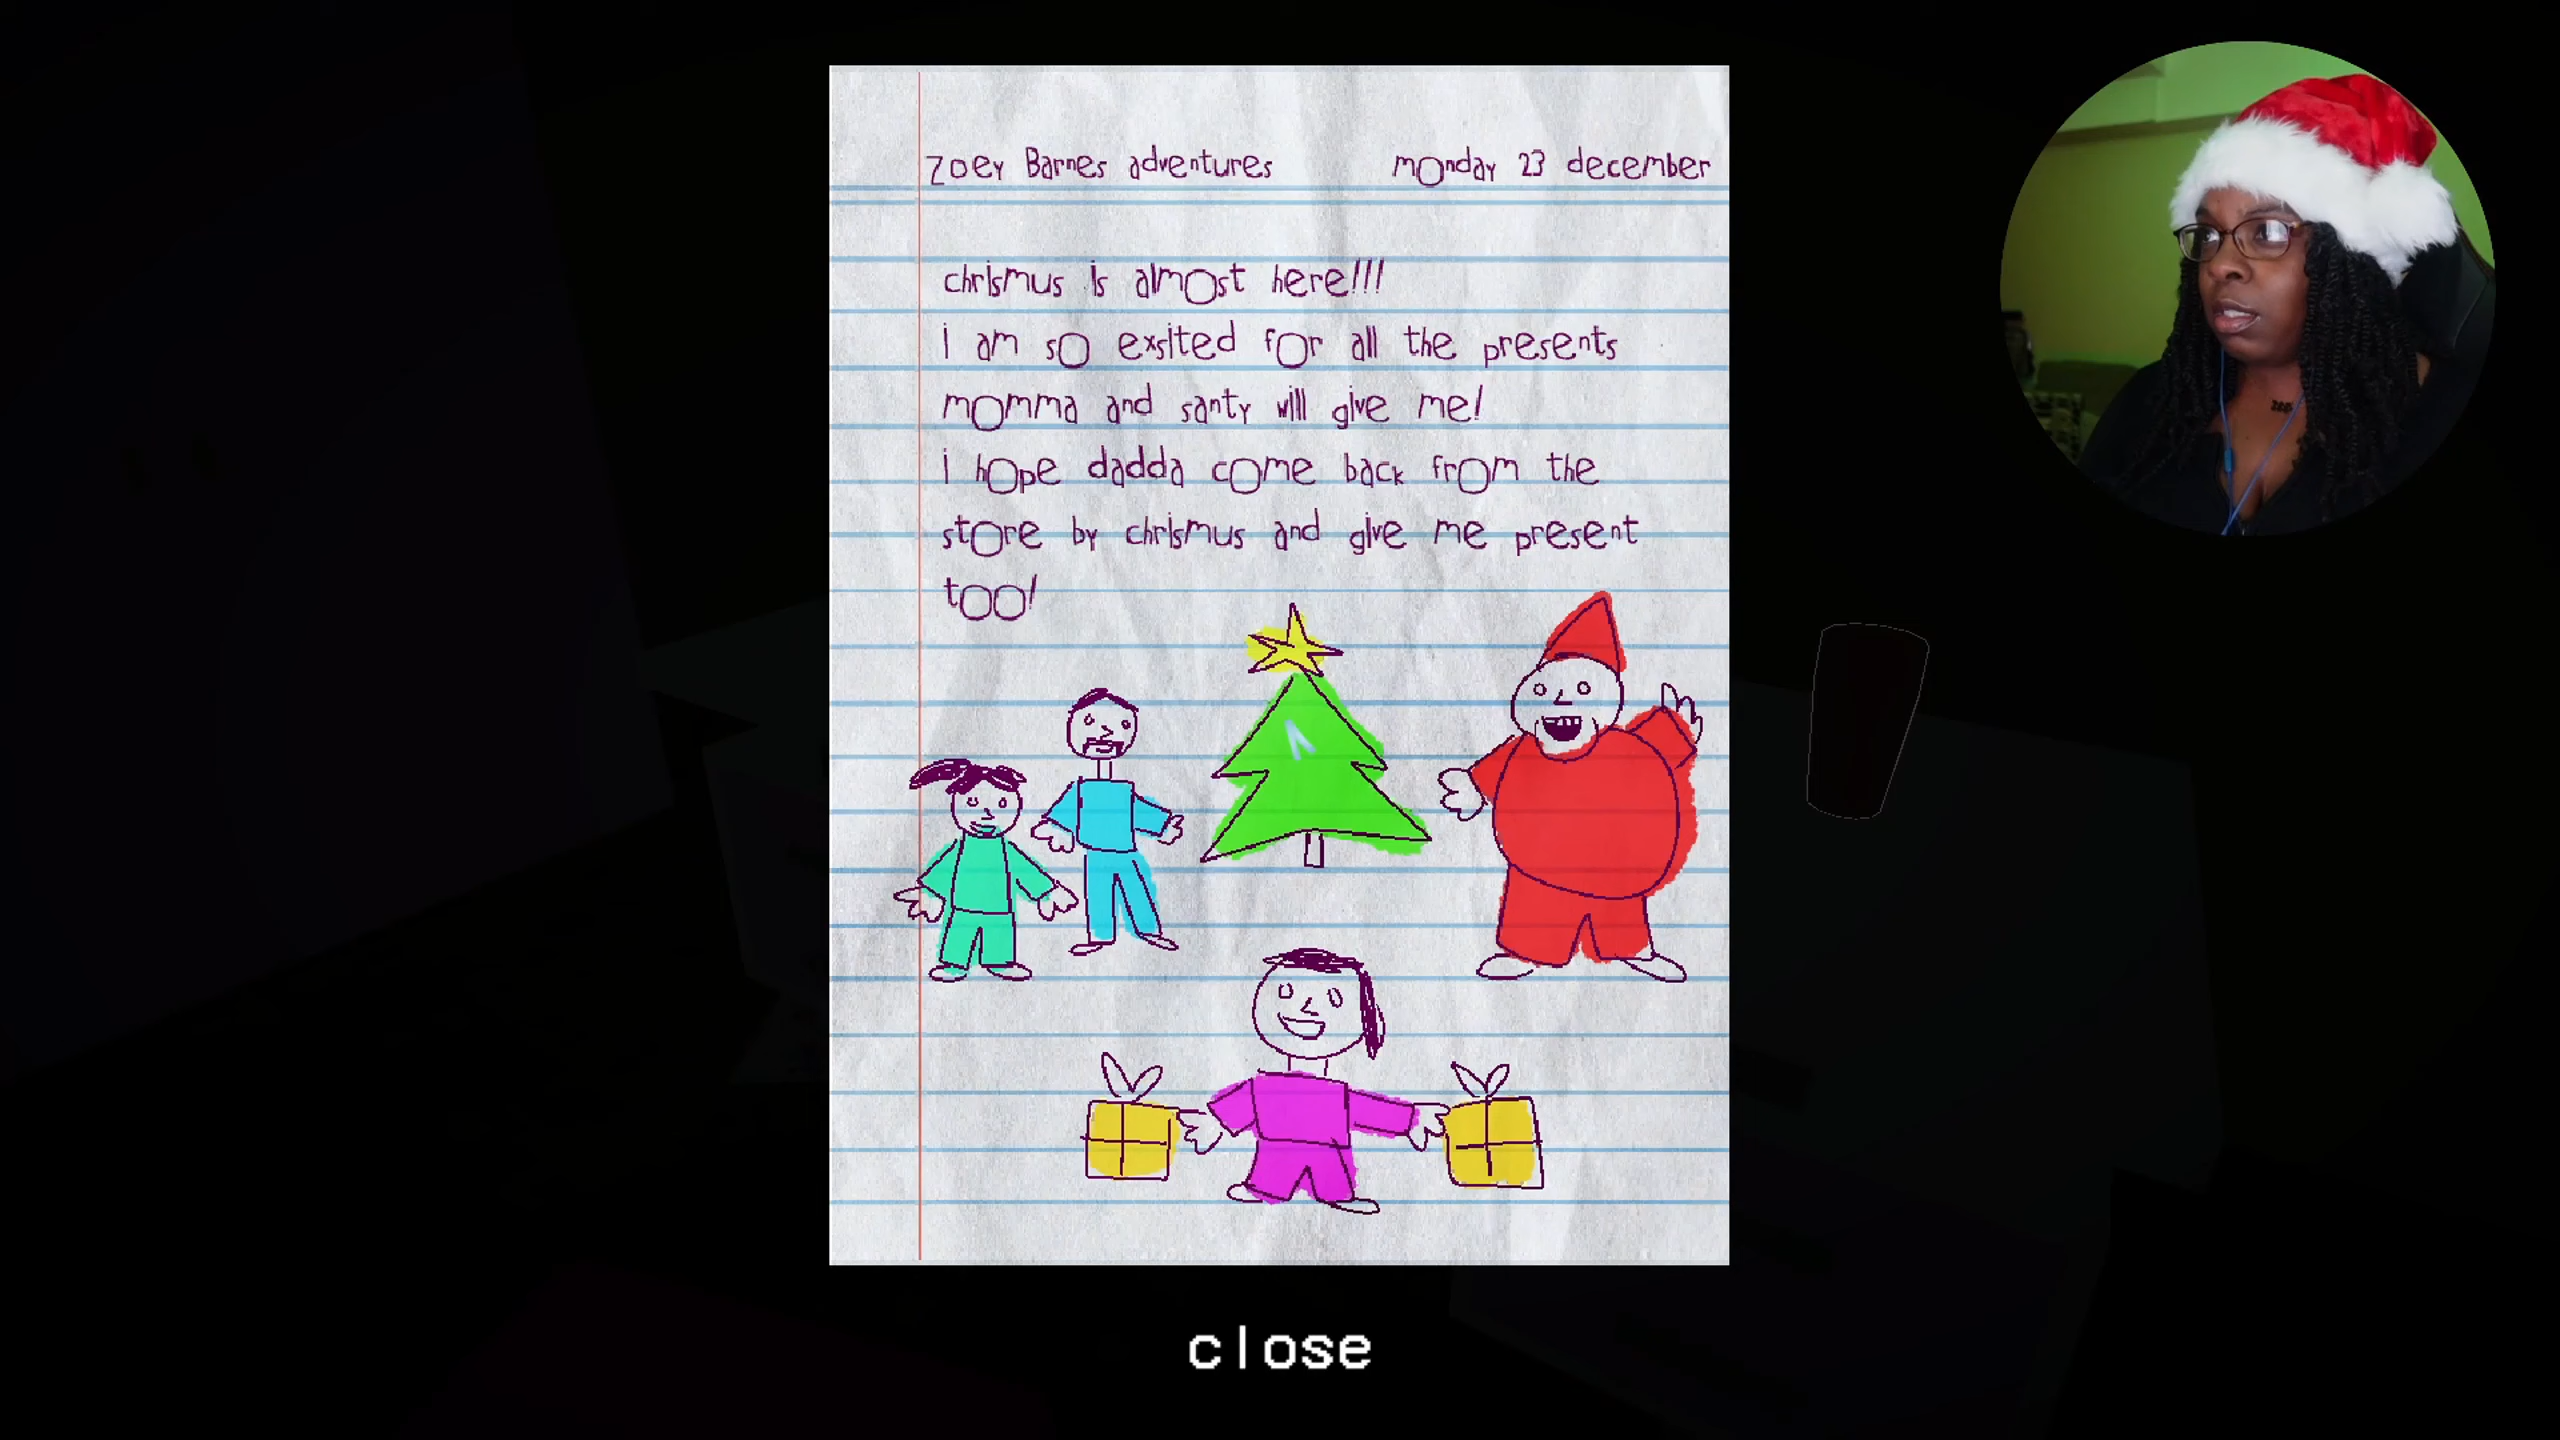 zoey Barnes adventures monday 23 december
chrismus is almost here!!!
i am so exsited for all the presents
momma and santy will give me!
i hope dadda come back from the
store by chrismus and give me present
too!
close